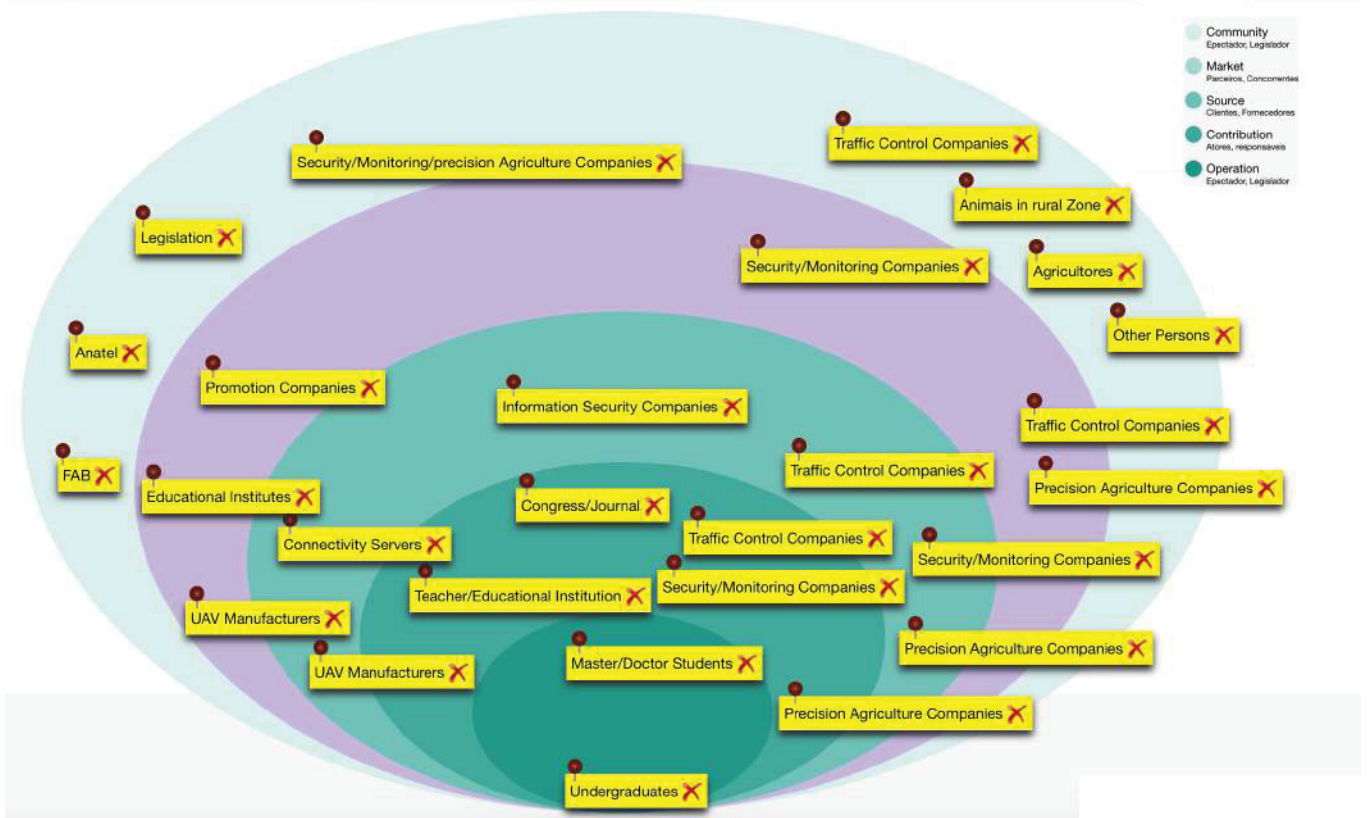 Community
Epectador, Legislador
Market
Parceiros, Concorrentes
Source
Clientes, Fornecedores
Contribution
Atores, responsaveis
Operation
Epectador, Legislador
Traffic Control Companies
Security/Monitoring/precision Agriculture Companies
Animais in rural Zone
Legislation
Security/Monitoring Companies
Agricultores
Other Persons
Anatel
Promotion Companies
Information Security Companies
Traffic Control Companies
FAB
Traffic Control Companies
Precision Agriculture Companies
Educational Institutes
Congress/Journal
Traffic Control Companies
Connectivity Servers
Security/Monitoring Companies
Security/Monitoring Companies
Teacher/Educational Institution
UAV Manufacturers
Precision Agriculture Companies
Master/Doctor Students
UAV Manufacturers
Precision Agriculture Companies
Undergraduates